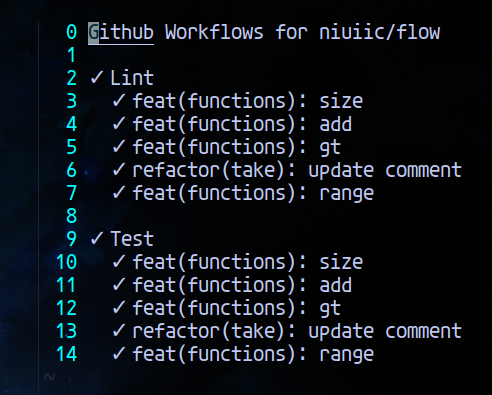 0 Github Workflows for niuiic/flow
1
2 ✓ Lint
3 ✓ feat(functions): size
4 ✓ feat(functions): add
5 ✓ feat(functions): gt
6 ✓ refactor(take): update comment
7 ✓ feat(functions): range
8
9 ✓ Test
10 ✓ feat(functions): size
11 ✓ feat(functions): add
12 ✓ feat(functions): gt
13 ✓ refactor(take): update comment
14 ✓ feat(functions): range
~